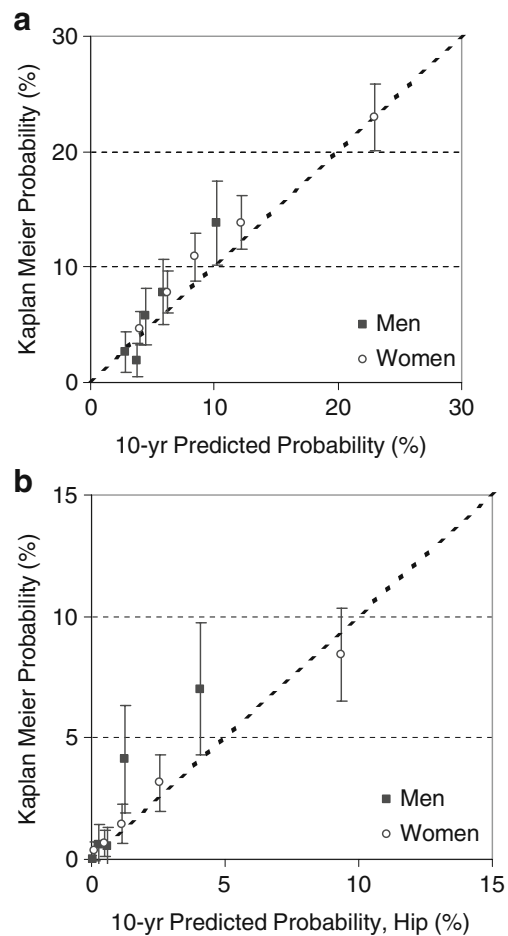 a
30
20
10
0
Kaplan Meier Probability (%)
Men
Women
0 10 20 30
10-yr Predicted Probability (%)
b
15
10
5
0
Kaplan Meier Probability (%)
Men
Women
0 5 10 15
10-yr Predicted Probability, Hip (%)